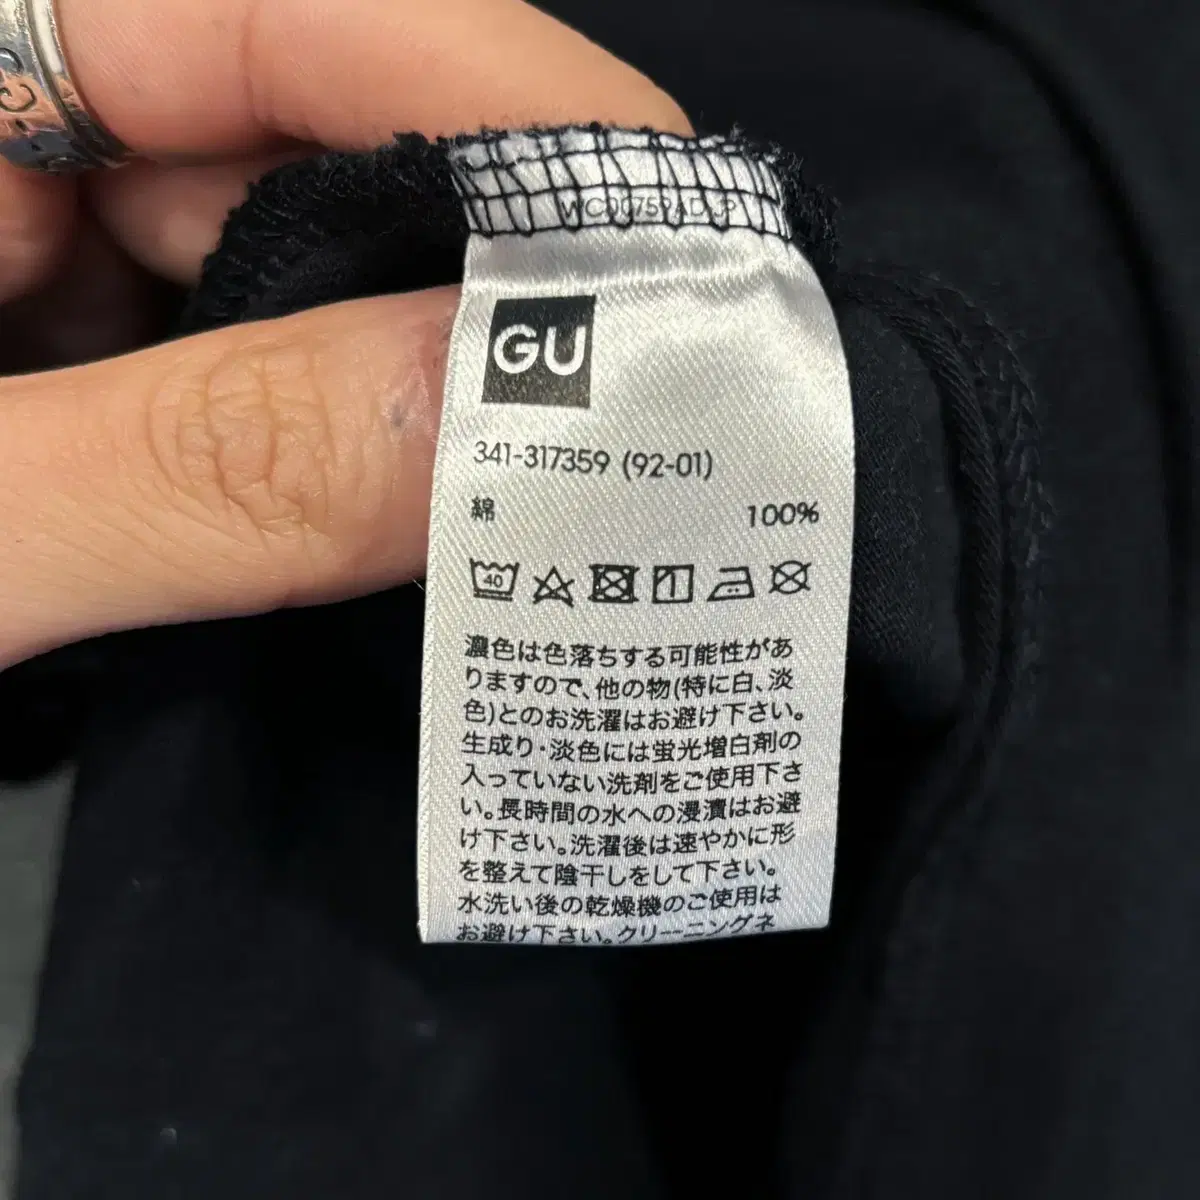 GU
341-317359 (92-01)
綿 100%
40
濃色は色落ちする可能性があ
りますので、他の物(特に白、淡
色)とのお洗濯はお避け下さい。
生成り・淡色には蛍光増白剤の
入っていない洗剤をご使用下さ
い。長時間の水への浸漬はお避
け下さい。洗濯後は速やかに形
を整えて陰干しをして下さい。
水洗い後の乾燥機のご使用は
お避け下さい。クリーニングネ